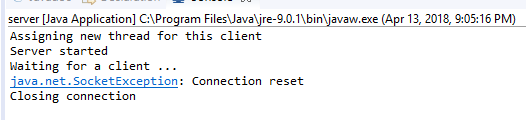 server [Java Application] C:\Program Files\Java\jre-9.0.1\bin\javaw.exe (Apr 13, 2018, 9:05:16 PM)
Assigning new thread for this client
Server started
Waiting for a client ...
java.net.SocketException: Connection reset
Closing connection